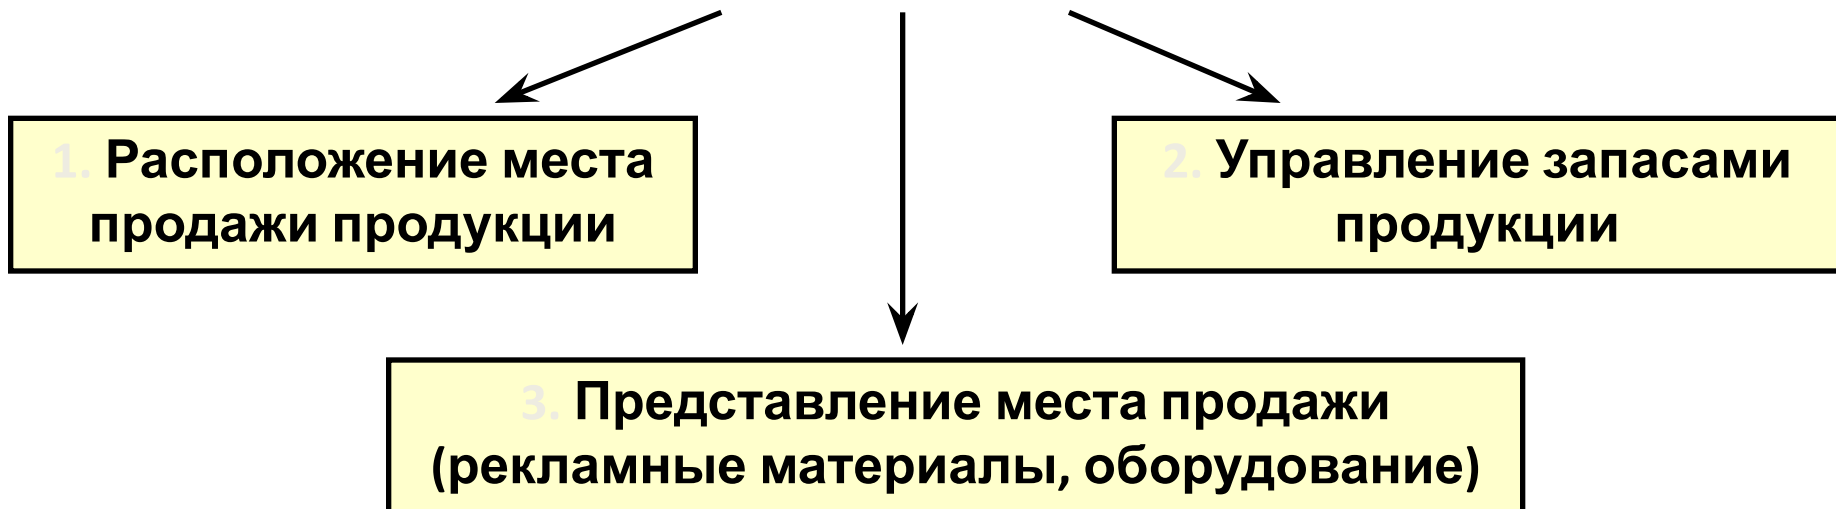 1. Расположение места
продажи продукции
2. Управление запасами
продукции
3. Представление места продажи
(рекламные материалы, оборудование)